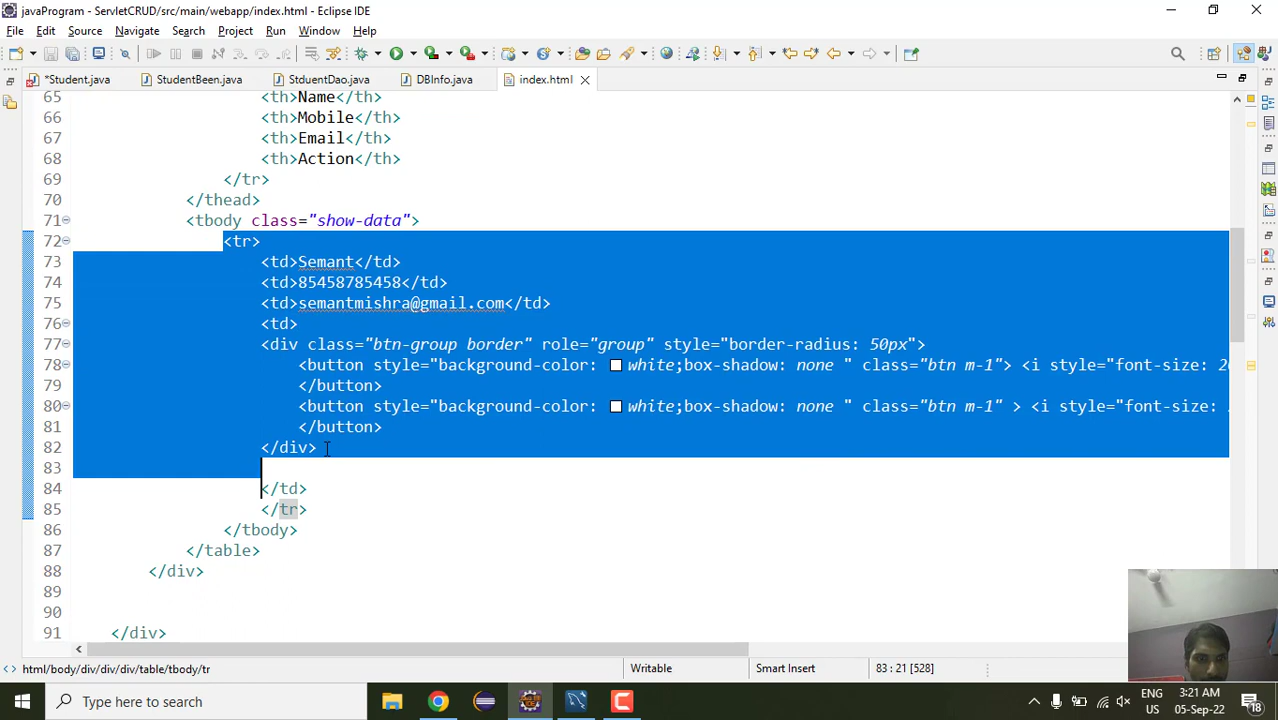 javaProgram - ServletCRUD/src/main/webapp/index.html - Eclipse IDE
File Edit Source Navigate Search Project Run Window Help
*Student.java StudentBeen.java StduentDao.java DBInfo.java index.html
65 <th>Name</th>
66 <th>Mobile</th>
67 <th>Email</th>
68 <th>Action</th>
69 </tr>
70 </thead>
71 <tbody class="show-data">
72 <tr>
73 <td>Semant</td>
74 <td>85458785458</td>
75 <td>semantmishra@gmail.com</td>
76 <td>
77 <div class="btn-group border" role="group" style="border-radius: 50px">
78 <button style="background-color: white;box-shadow: none " class="btn m-1"> <i style="font-size:
79 </button>
80 <button style="background-color: white;box-shadow: none " class="btn m-1" > <i style="font-size:
81 </button>
82 </div>
83
84 </td>
85 </tr>
86 </tbody>
87 </table>
88 </div>
89
90
91 </div>
html/body/div/div/div/table/tbody/tr Writable Smart Insert 83 : 21 [528]
Type here to search
ENG
US
3:21 AM
05-Sep-22
18